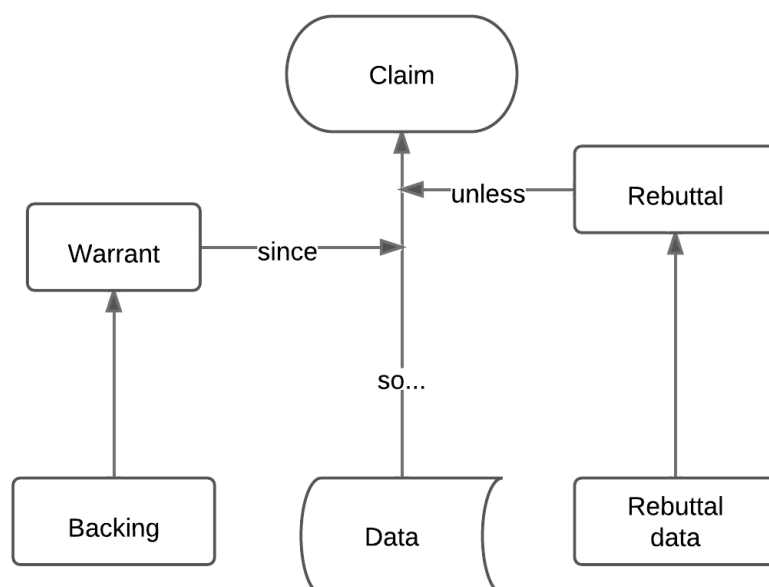 Claim
unless
Rebuttal
Warrant
since
so...
Backing
Data
Rebuttal
data